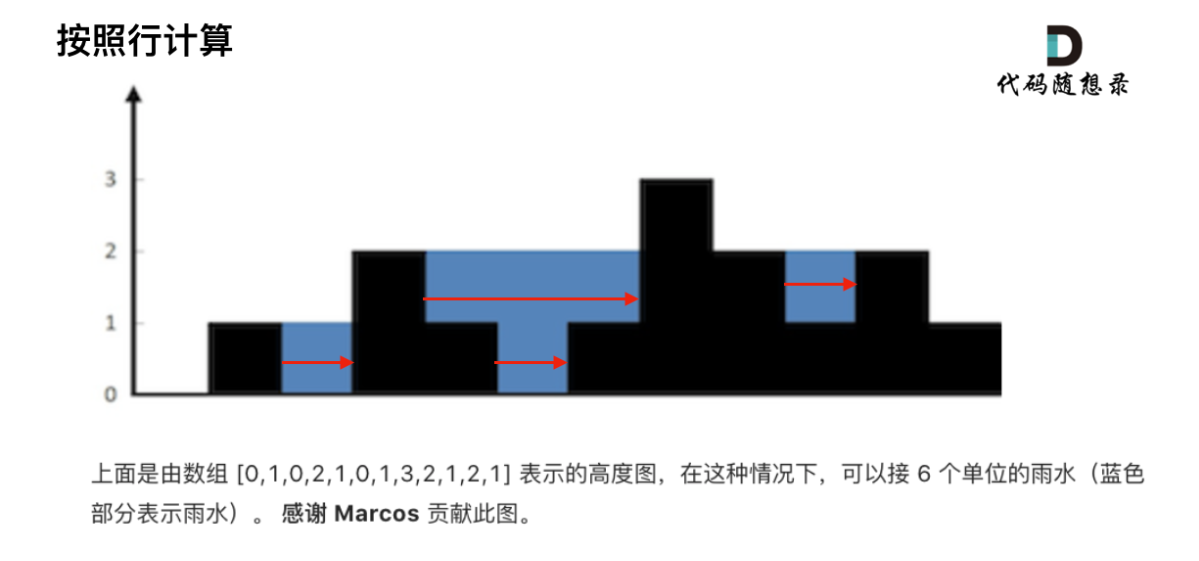 按照行计算
代码随想录
3
2
1
0
上面是由数组 [0,1,0,2,1,0,1,3,2,1,2,1] 表示的高度图，在这种情况下，可以接 6 个单位的雨水（蓝色
部分表示雨水）。 感谢 Marcos 贡献此图。